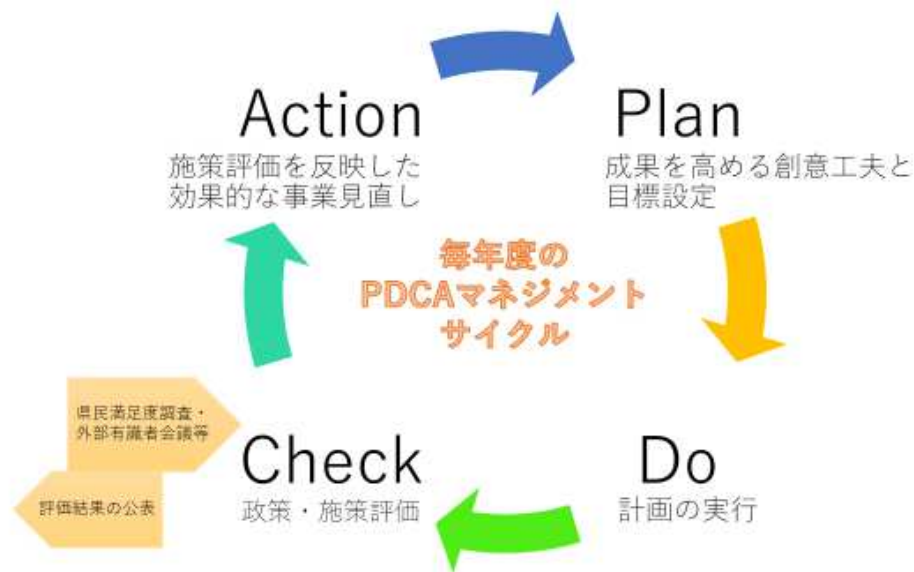 Action
施策評価を反映した
効果的な事業見直し
Plan
成果を高める創意工夫と
目標設定
毎年度の
PDCAマネジメント
サイクル
県民満足度調査・
外部有識者会議等
評価結果の公表
Check
政策・施策評価
Do
計画の実行